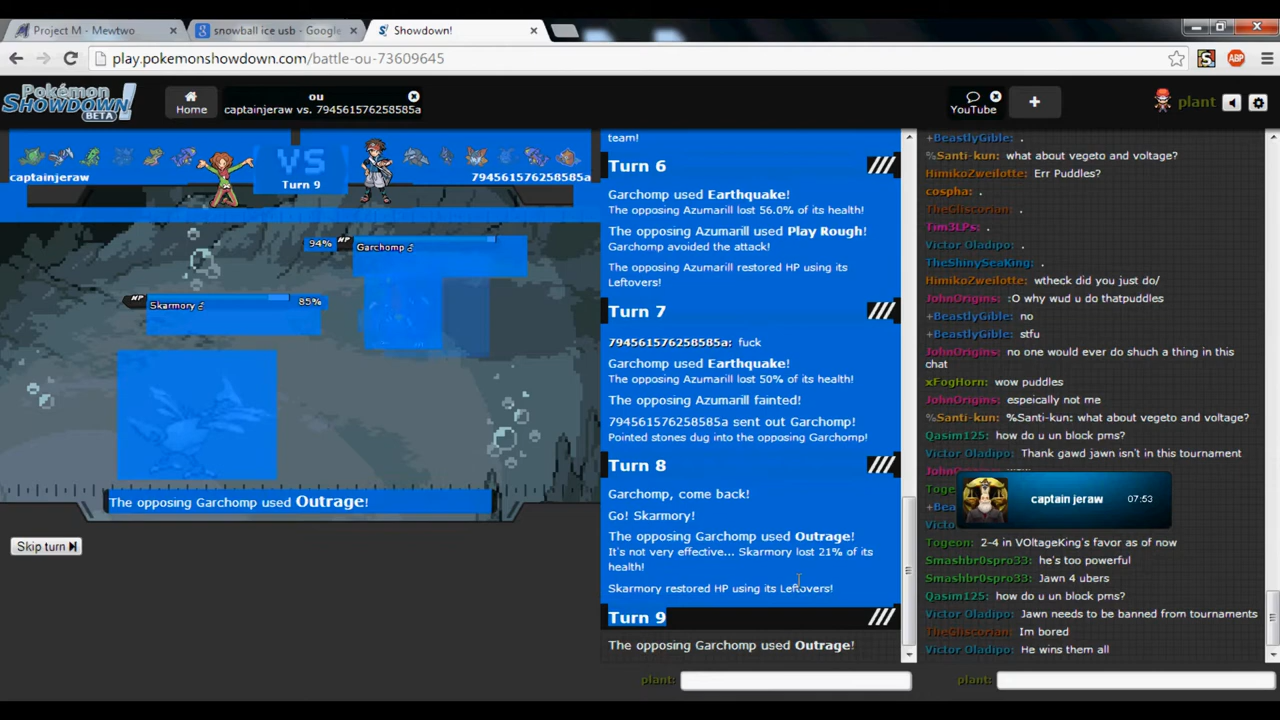 Project M - Mewtwo
snowball ice usb - Google
Showdown!
play.pokemonshowdown.com/battle-ou-73609645
ABP
Pokémon
SHOWDOWN
BETA
Home
ou
captainjeraw vs. 794561576258585a
YouTube
plant
captainjeraw
VS
Turn 9
794561576258585a
94%
HP
Garchomp ♂
HP
Skarmory ♂
85%
The opposing Garchomp used Outrage!
Skip turn
team!
Turn 6
Garchomp used Earthquake!
The opposing Azumarill lost 56.0% of its health!
The opposing Azumarill used Play Rough!
Garchomp avoided the attack!
The opposing Azumarill restored HP using its
Leftovers!
Turn 7
794561576258585a: fuck
Garchomp used Earthquake!
The opposing Azumarill lost 50% of its health!
The opposing Azumarill fainted!
794561576258585a sent out Garchomp!
Pointed stones dug into the opposing Garchomp!
Turn 8
Garchomp, come back!
Go! Skarmory!
The opposing Garchomp used Outrage!
It's not very effective... Skarmory lost 21% of its
health!
Skarmory restored HP using its Leftovers!
Turn 9
The opposing Garchomp used Outrage!
plant:
+BeastlyGible: .
%Santi-kun: what about vegeto and voltage?
HimikoZweilotte: Err Puddles?
cospha: .
TheGliscorian: .
Tim3LPs: .
Victor Oladipo: .
TheShinySeaKing: .
HimikoZweilotte: wtheck did you just do/
JohnOrigins: :O why wud u do thatpuddles
+BeastlyGible: no
+BeastlyGible: stfu
JohnOrigins: no one would ever do shuch a thing in this
chat
xFogHorn: wow puddles
JohnOrigins: espeically not me
%Santi-kun: %Santi-kun: what about vegeto and voltage?
Qasim125: how do u un block pms?
Victor Oladipo: Thank gawd jawn isn't in this tournament
captain jeraw 07:53
Togeon: 2-4 in VOltageKing's favor as of now
Smashbr0spro33: he's too powerful
Smashbr0spro33: Jawn 4 ubers
Qasim125: how do u un block pms?
Victor Oladipo: Jawn needs to be banned from tournaments
TheGliscorian: Im bored
Victor Oladipo: He wins them all
plant: